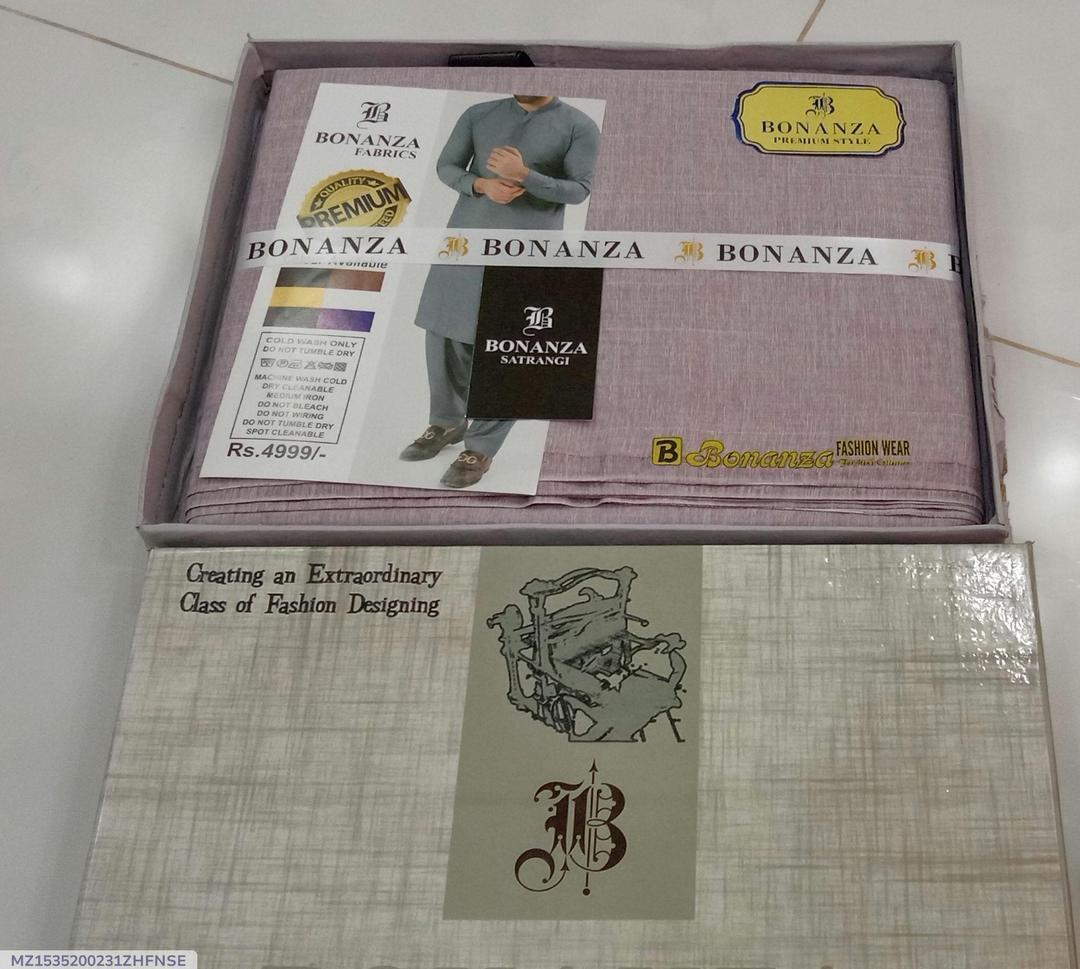 BONANZA
FABRICS
QUALITY
PREMIUM
BONANZA
PREMIUM STYLE
BONANZA BONANZA BONANZA
Available
COLD WASH ONLY
DO NOT TUMBLE DRY
MACHINE WASH COLD
DRY CLEANABLE
MEDIUM IRON
DO NOT BLEACH
DO NOT WIRING
DO NOT TUMBLE DRY
SPOT CLEANABLE
Rs.4999/-
BONANZA
SATRANGI
B Bonanza FASHION WEAR
Creating an Extraordinary
Class of Fashion Designing
MZ1535200231ZHFNSE